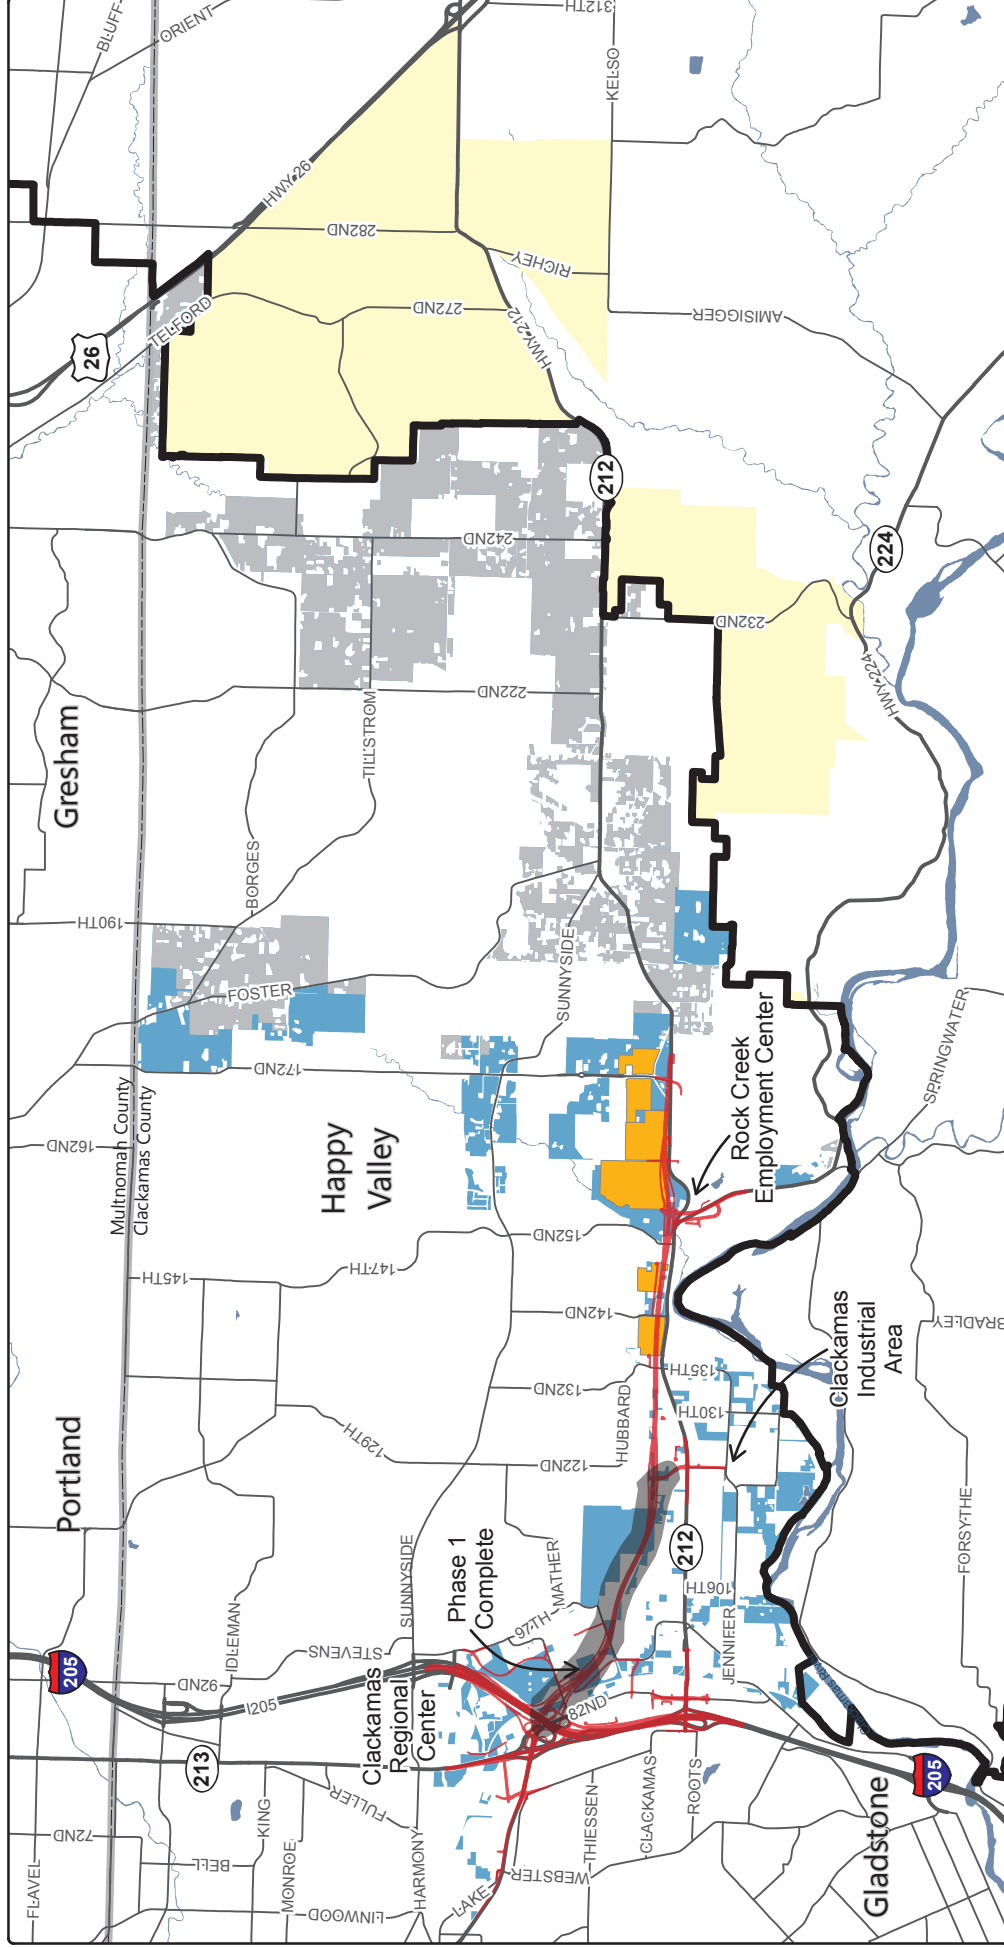 BLUFF
ORIENT
312TH
KELSO
HWY 26
282ND
RICHEY
26
TELFORD
272ND
HWY 212
AMISIGGER
212
242ND
224
232ND
222ND
HWY 224
Gresham
TILLSTROM
BORGES
190TH
FOSTER
SUNNYSIDE
172ND
Multnomah County
Clackamas County
162ND
Happy
Valley
Rock Creek
Employment Center
SPRINGWATER
152ND
147TH
145TH
142ND
Clackamas
Industrial
Area
BRADLEY
135TH
132ND
130TH
HUBBARD
129TH
122ND
Portland
212
FORSYTHE
Phase 1
Complete
MATHER
106TH
SUNNYSIDE
97TH
JENNIFER
IDLEMAN
STEVENS
205
92ND
I205
82ND
Clackamas
Regional
Center
213
205
FULLER
KING
CLACKAMAS
ROOTS
THIESSEN
Gladstone
72ND
BELL
MONROE
HARMONY
WEBSTER
LAKE
FLAVEL
LINWOOD